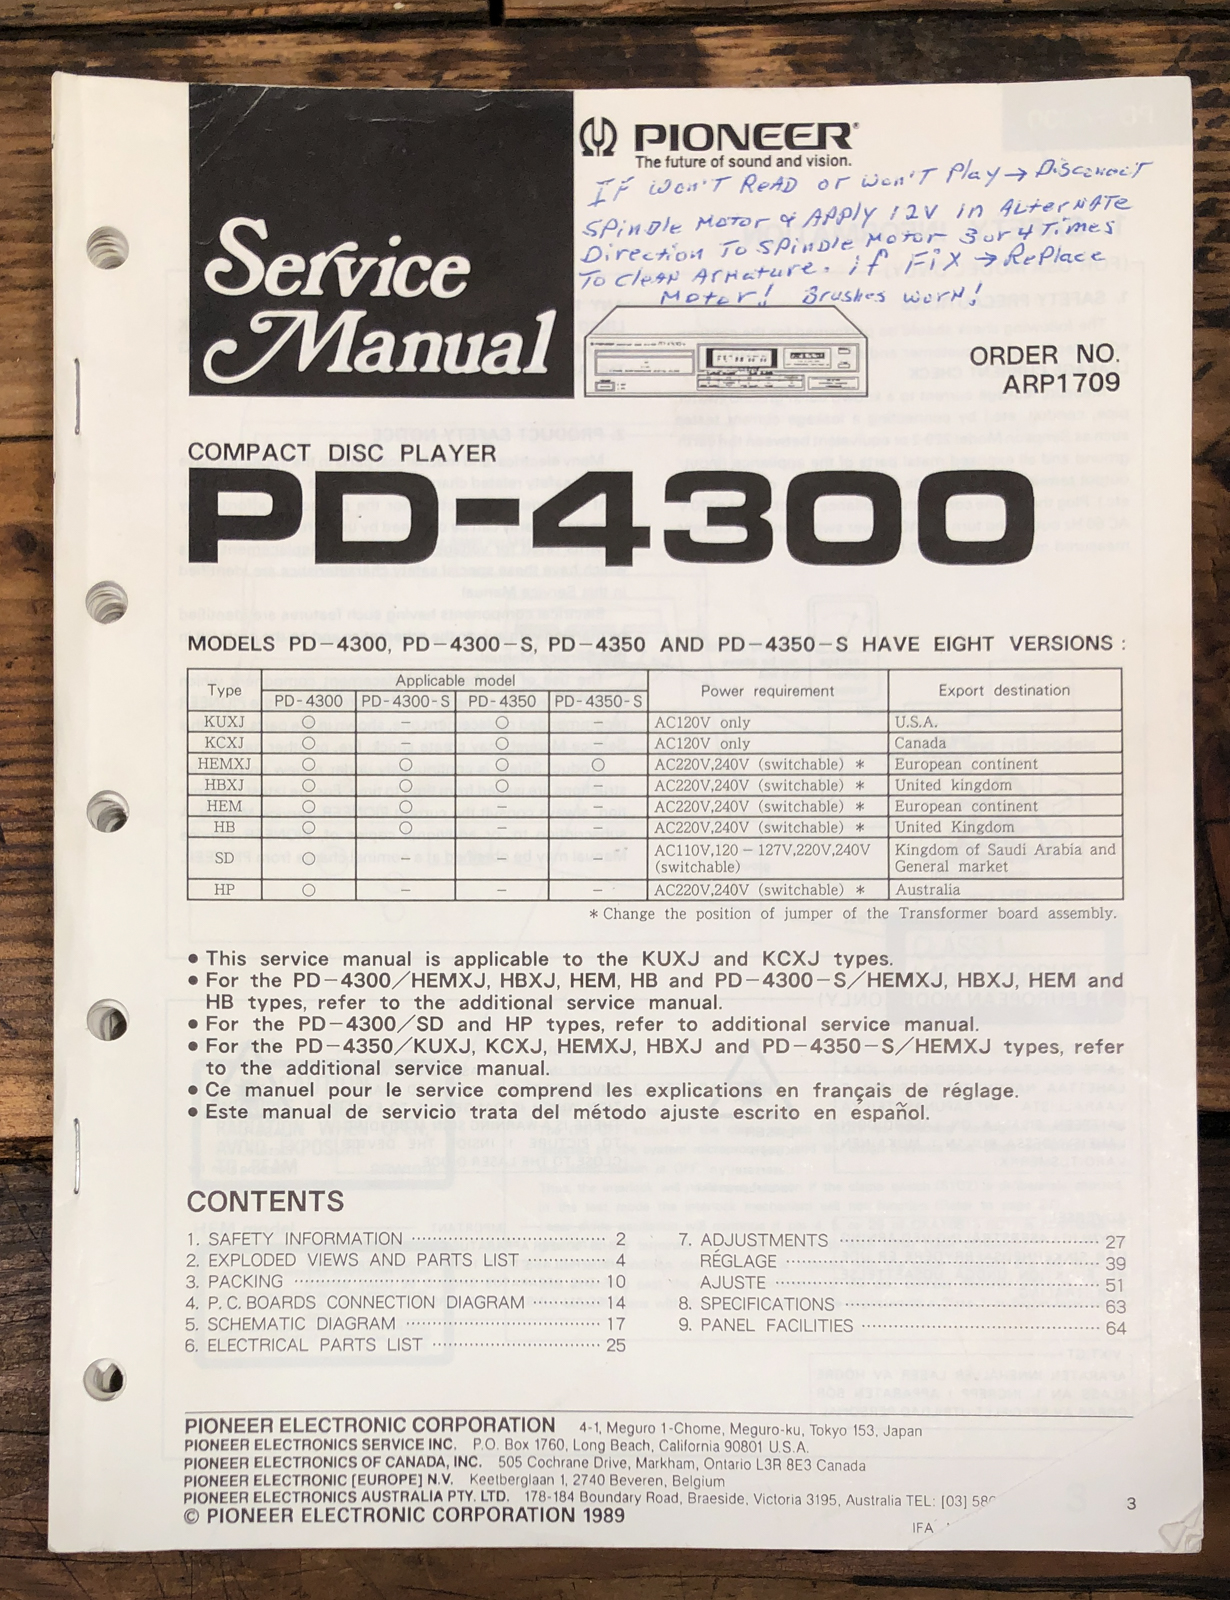 Service
Manual
PIONEER®
The future of sound and vision.
IF Won'T ReAD or Won'T Play → Disconnect
Spindle Motor & Apply 12V in Alternate
Direction To Spindle Motor 3 or 4 Times
To cleAn Armature. if Fix → RePlace
Motor! Brushes worn!
ORDER NO.
ARP1709
COMPACT DISC PLAYER
PD-4300
MODELS PD-4300, PD-4300-S, PD-4350 AND PD-4350-S HAVE EIGHT VERSIONS :
Type Applicable model Power requirement Export destination
PD-4300 PD-4300-S PD-4350 PD-4350-S
KUXJ ○ − ○ − AC120V only U.S.A.
KCXJ ○ − ○ − AC120V only Canada
HEMXJ ○ ○ ○ ○ AC220V,240V (switchable) * European continent
HBXJ ○ ○ ○ − AC220V,240V (switchable) * United kingdom
HEM ○ ○ − − AC220V,240V (switchable) * European continent
HB ○ ○ − − AC220V,240V (switchable) * United Kingdom
SD ○ − − − AC110V,120−127V,220V,240V (switchable) Kingdom of Saudi Arabia and General market
HP ○ − − − AC220V,240V (switchable) * Australia
* Change the position of jumper of the Transformer board assembly.
● This service manual is applicable to the KUXJ and KCXJ types.
● For the PD-4300/HEMXJ, HBXJ, HEM, HB and PD-4300-S/HEMXJ, HBXJ, HEM and
HB types, refer to the additional service manual.
● For the PD-4300/SD and HP types, refer to additional service manual.
● For the PD-4350/KUXJ, KCXJ, HEMXJ, HBXJ and PD-4350-S/HEMXJ types, refer
to the additional service manual.
● Ce manuel pour le service comprend les explications en français de réglage.
● Este manual de servicio trata del método ajuste escrito en español.
CONTENTS
1. SAFETY INFORMATION 2
2. EXPLODED VIEWS AND PARTS LIST 4
3. PACKING 10
4. P.C.BOARDS CONNECTION DIAGRAM 14
5. SCHEMATIC DIAGRAM 17
6. ELECTRICAL PARTS LIST 25
7. ADJUSTMENTS 27
RÉGLAGE 39
AJUSTE 51
8. SPECIFICATIONS 63
9. PANEL FACILITIES 64
PIONEER ELECTRONIC CORPORATION 4-1, Meguro 1-Chome, Meguro-ku, Tokyo 153, Japan
PIONEER ELECTRONICS SERVICE INC. P.O. Box 1760, Long Beach, California 90801 U.S.A.
PIONEER ELECTRONICS OF CANADA, INC. 505 Cochrane Drive, Markham, Ontario L3R 8E3 Canada
PIONEER ELECTRONIC [EUROPE] N.V. Keetberglaan 1, 2740 Beveren, Belgium
PIONEER ELECTRONICS AUSTRALIA PTY. LTD. 178-184 Boundary Road, Braeside, Victoria 3195, Australia TEL: [03] 58
© PIONEER ELECTRONIC CORPORATION 1989
IFA
3